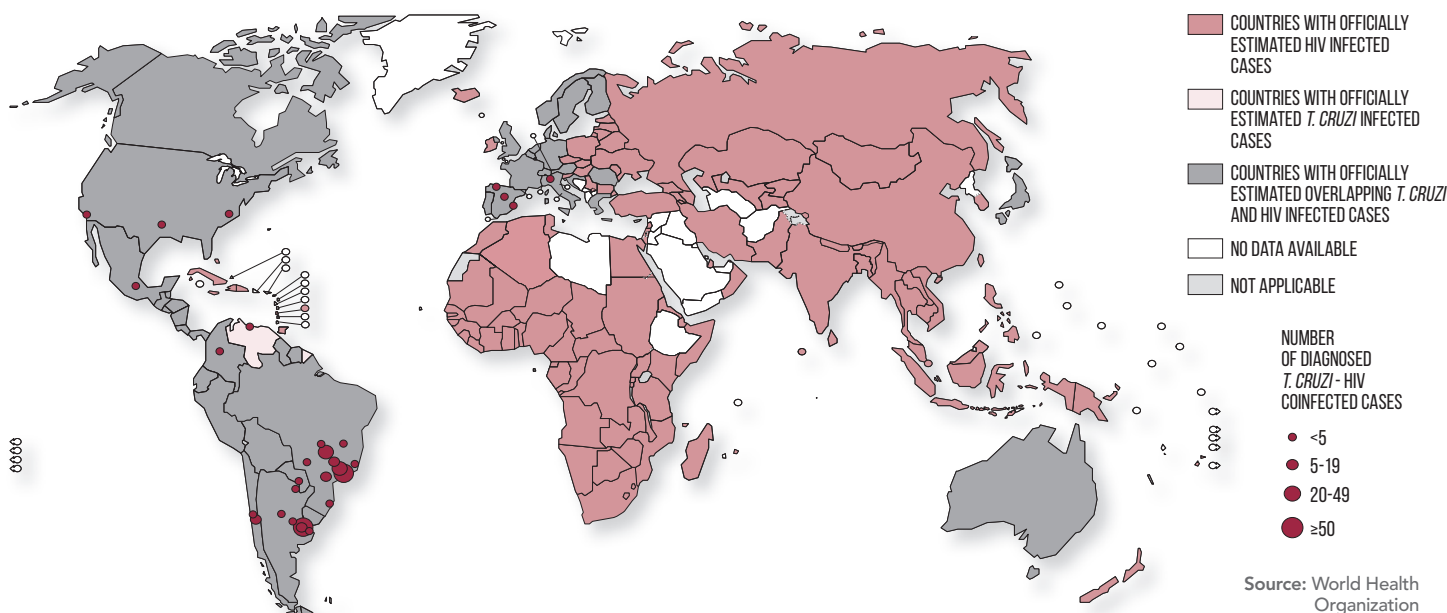 COUNTRIES WITH OFFICIALLY
ESTIMATED HIV INFECTED
CASES
COUNTRIES WITH OFFICIALLY
ESTIMATED T. CRUZI INFECTED
CASES
COUNTRIES WITH OFFICIALLY
ESTIMATED OVERLAPPING T. CRUZI
AND HIV INFECTED CASES
NO DATA AVAILABLE
NOT APPLICABLE
NUMBER
OF DIAGNOSED
T. CRUZI - HIV
COINFECTED CASES
<5
5-19
20-49
≥50
Source: World Health
Organization